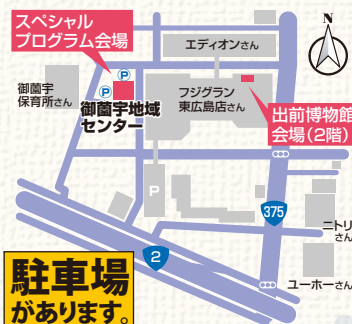 スペシャル
プログラム会場
N
エディオンさん
P
P
御薗宇
保育所さん
御薗宇地域
センター
フジグラン
東広島店さん
出前博物館
会場(2階)
P
375
ニトリ
さん
2
ユーホーさん
駐車場
があります。